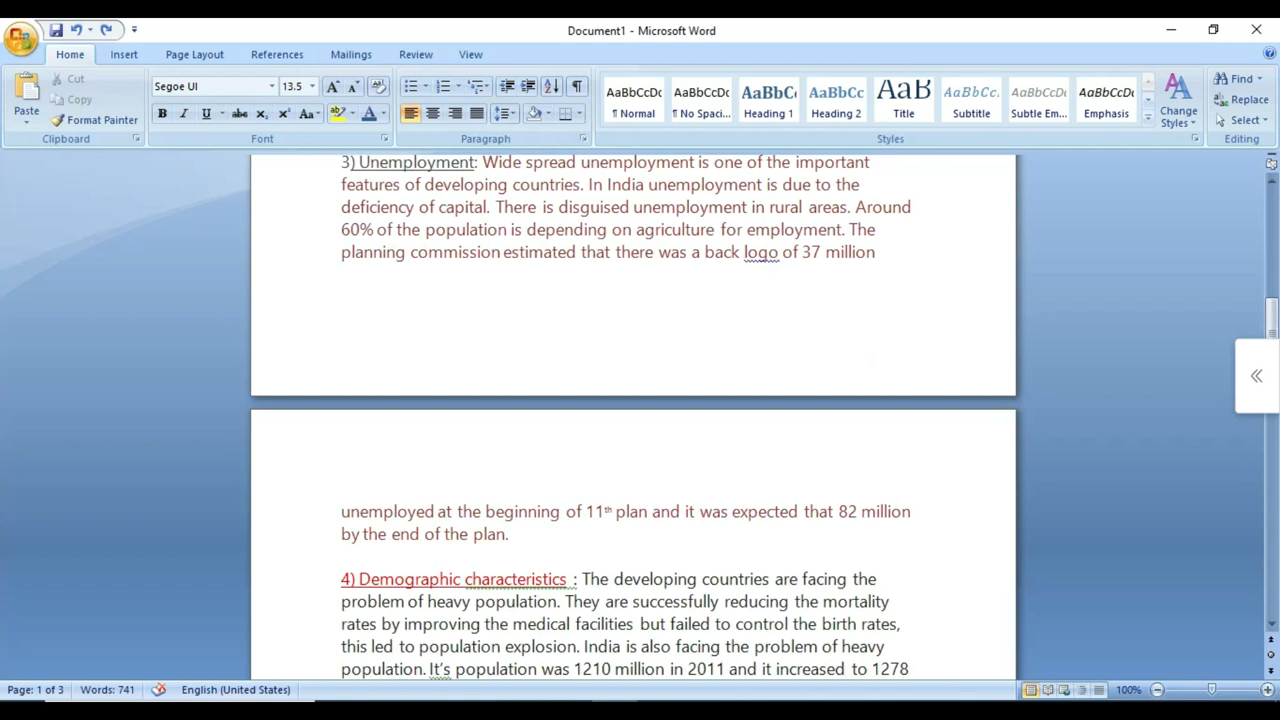 Document1 - Microsoft Word
Home Insert Page Layout References Mailings Review View
Paste
Cut
Copy
Format Painter
Clipboard
Segoe UI 13.5
Font
Paragraph
AaBbCcDc AaBbCcDc AaBbC AaBbCc AaB AaBbCc. AaBbCcDc AaBbCcDc
¶ Normal ¶ No Spaci... Heading 1 Heading 2 Title Subtitle Subtle Em... Emphasis
Styles
Change
Styles
Find
Replace
Select
Editing
3) Unemployment: Wide spread unemployment is one of the important
features of developing countries. In India unemployment is due to the
deficiency of capital. There is disguised unemployment in rural areas. Around
60% of the population is depending on agriculture for employment. The
planning commission estimated that there was a back logo of 37 million
unemployed at the beginning of 11th plan and it was expected that 82 million
by the end of the plan.
4) Demographic characteristics : The developing countries are facing the
problem of heavy population. They are successfully reducing the mortality
rates by improving the medical facilities but failed to control the birth rates,
this led to population explosion. India is also facing the problem of heavy
population. It’s population was 1210 million in 2011 and it increased to 1278
Page: 1 of 3 Words: 741 English (United States) 100%